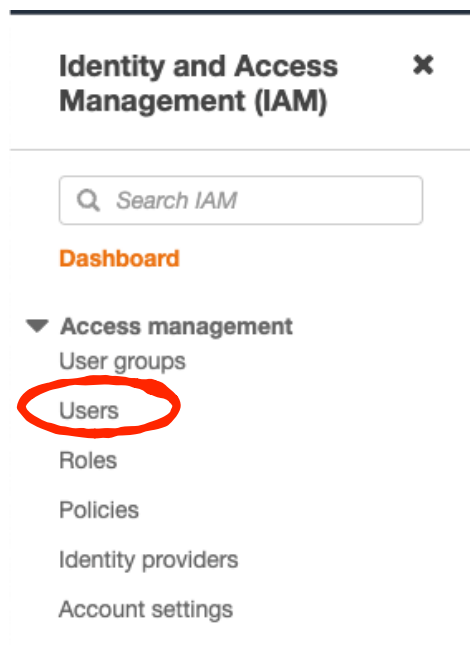 Identity and Access
Management (IAM)
Search IAM
Dashboard
Access management
User groups
Users
Roles
Policies
Identity providers
Account settings